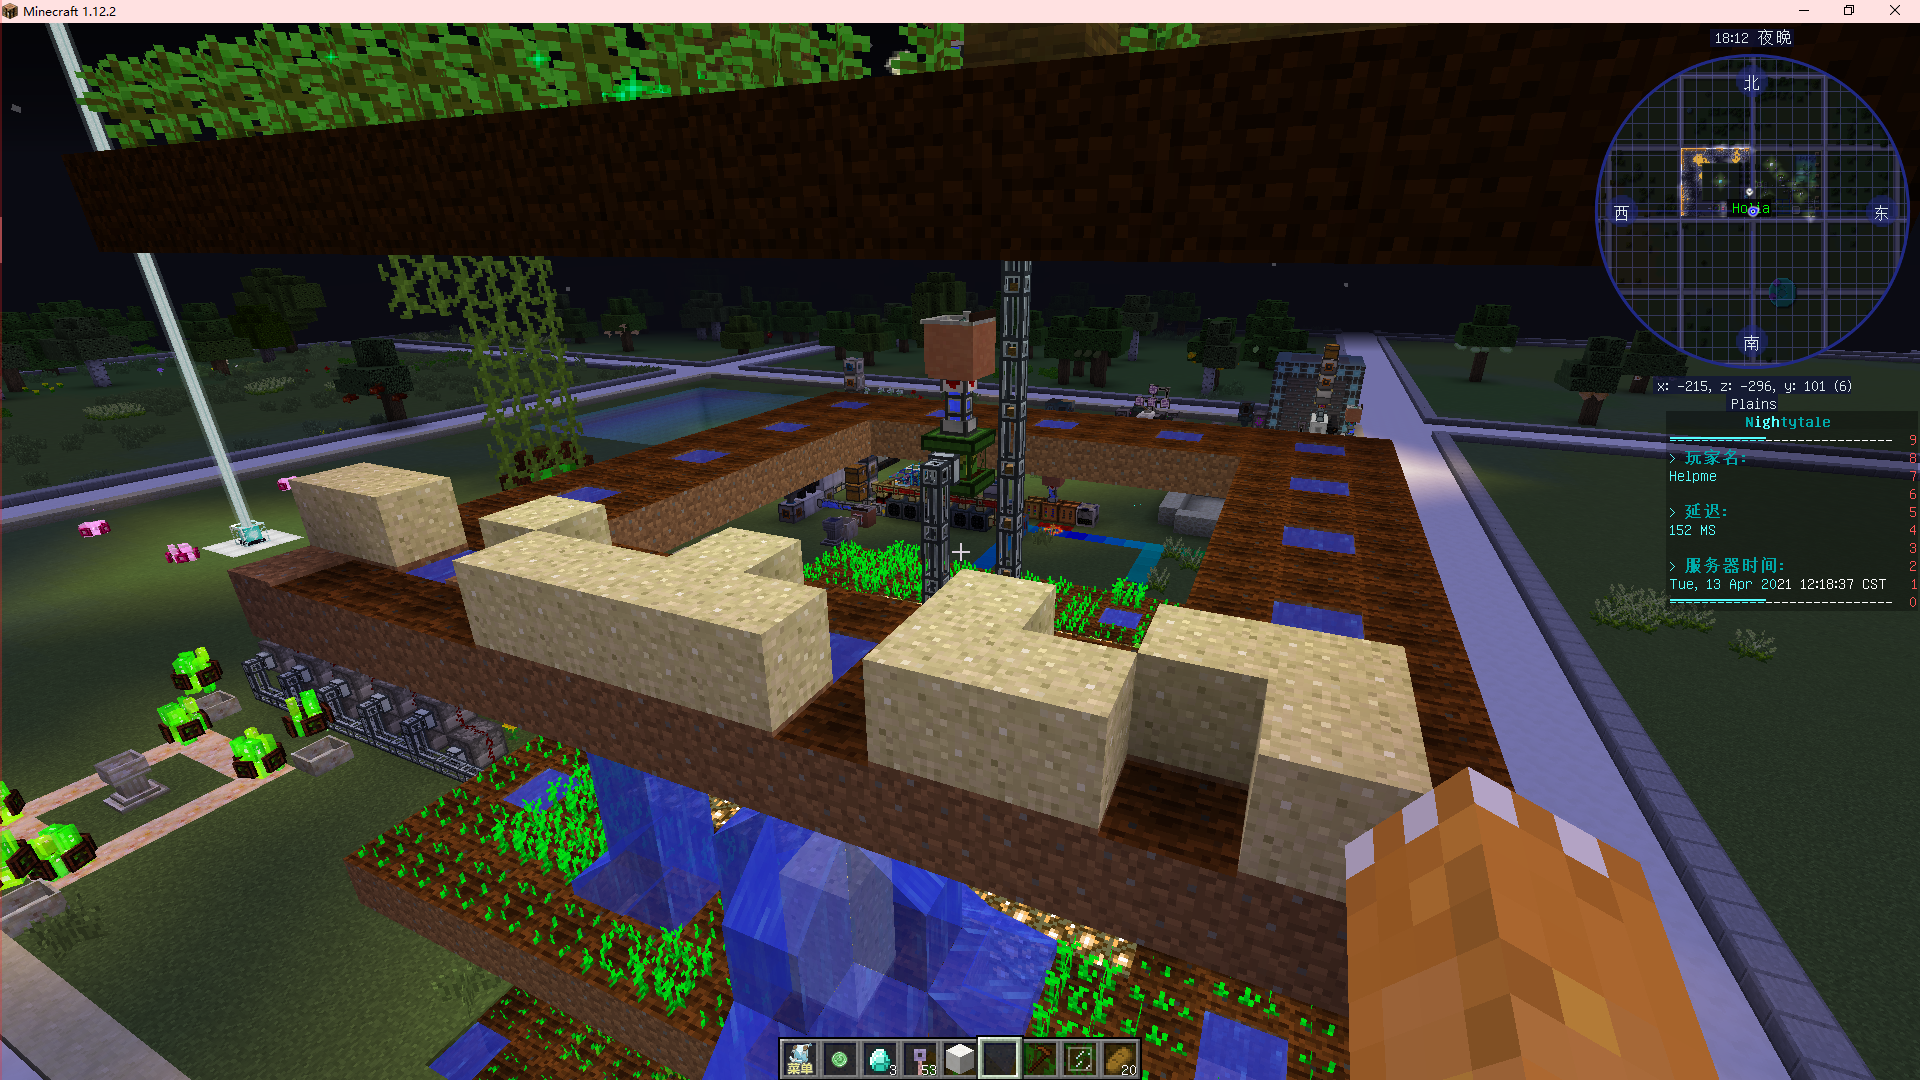 Minecraft 1.12.2
18:12 夜晚
北
西
Holia
东
南
x: -215, z: -296, y: 101 (6)
Plains
Nightytale
9
> 玩家名: 8
Helpme 7
6
> 延迟: 5
152 MS 4
3
> 服务器时间: 2
Tue, 13 Apr 2021 12:18:37 CST 1
0
菜单
3
53
20